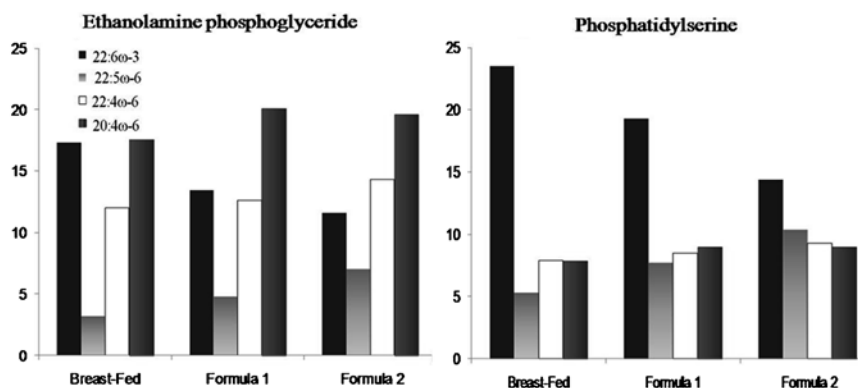 Ethanolamine phosphoglyceride
25
20
15
10
5
0
22:6ω-3
22:5ω-6
22:4ω-6
20:4ω-6
Breast-Fed Formula 1 Formula 2
Phosphatidylserine
25
20
15
10
5
0
Breast-Fed Formula 1 Formula 2